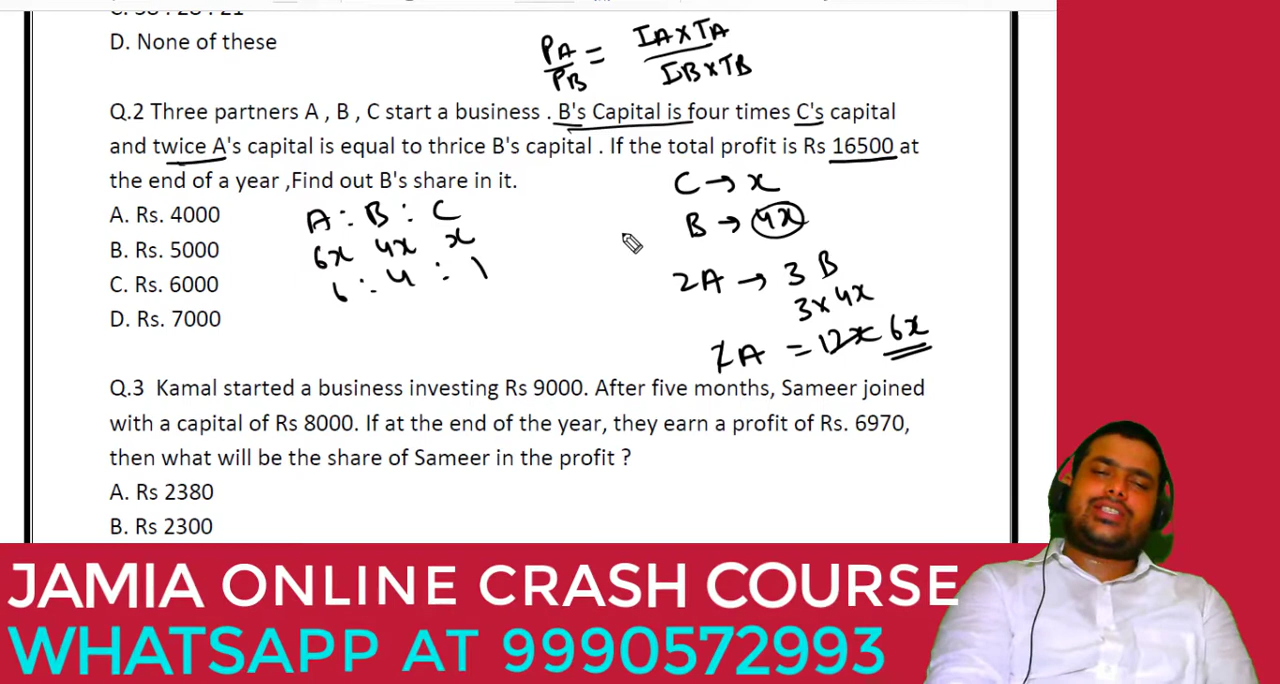 D. None of these
PA/PB = IA×TA/IB×TB
Q.2 Three partners A , B , C start a business . B's Capital is four times C's capital
and twice A's capital is equal to thrice B's capital . If the total profit is Rs 16500 at
the end of a year ,Find out B's share in it.
A. Rs. 4000
B. Rs. 5000
C. Rs. 6000
D. Rs. 7000
A : B : C
6x 4x x
6 : 4 : 1
C → x
B → 4x
2A → 3 B
3×4x
2A = 12x 6x
Q.3 Kamal started a business investing Rs 9000. After five months, Sameer joined
with a capital of Rs 8000. If at the end of the year, they earn a profit of Rs. 6970,
then what will be the share of Sameer in the profit ?
A. Rs 2380
B. Rs 2300
JAMIA ONLINE CRASH COURSE
WHATSAPP AT 9990572993